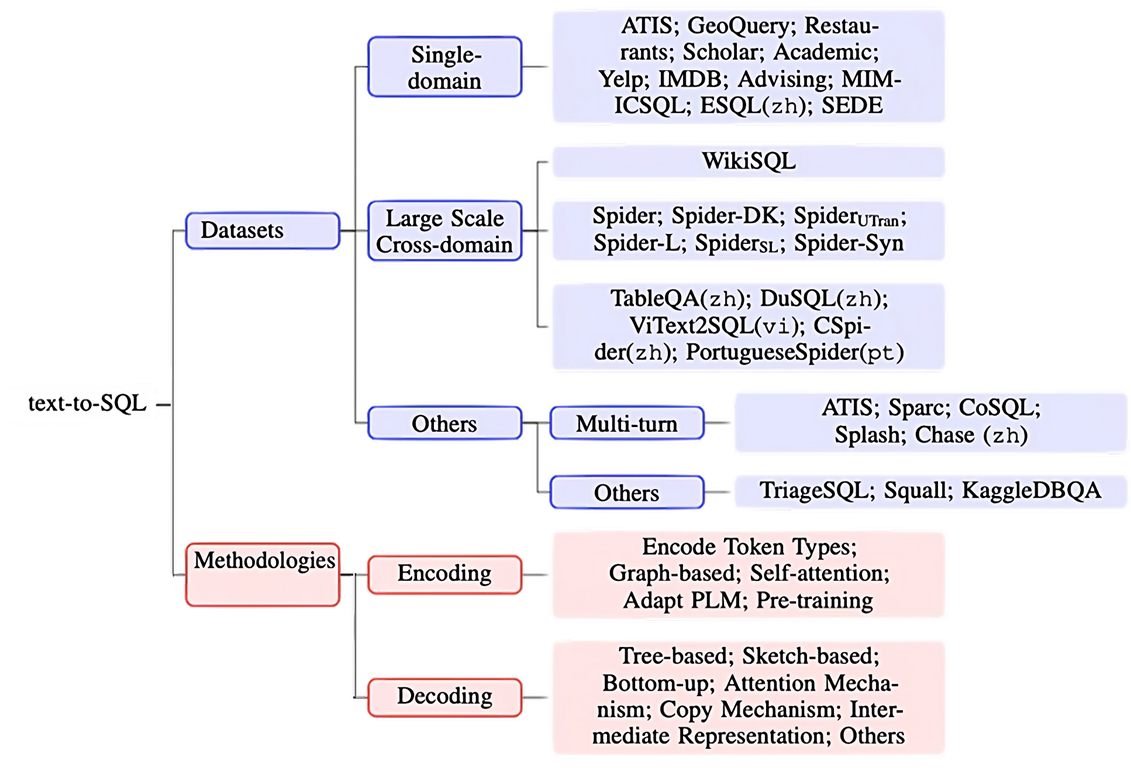 text-to-SQL
Datasets
Single-
domain
ATIS; GeoQuery; Restau-
rants; Scholar; Academic;
Yelp; IMDB; Advising; MIM-
ICSQL; ESQL(zh); SEDE
Large Scale
Cross-domain
WikiSQL
Spider; Spider-DK; SpiderUTran;
Spider-L; SpiderSL; Spider-Syn
TableQA(zh); DuSQL(zh);
ViText2SQL(vi); CSpi-
der(zh); PortugueseSpider(pt)
Others
Multi-turn
ATIS; Sparc; CoSQL;
Splash; Chase (zh)
Others
TriageSQL; Squall; KaggleDBQA
Methodologies
Encoding
Encode Token Types;
Graph-based; Self-attention;
Adapt PLM; Pre-training
Decoding
Tree-based; Sketch-based;
Bottom-up; Attention Mecha-
nism; Copy Mechanism; Inter-
mediate Representation; Others